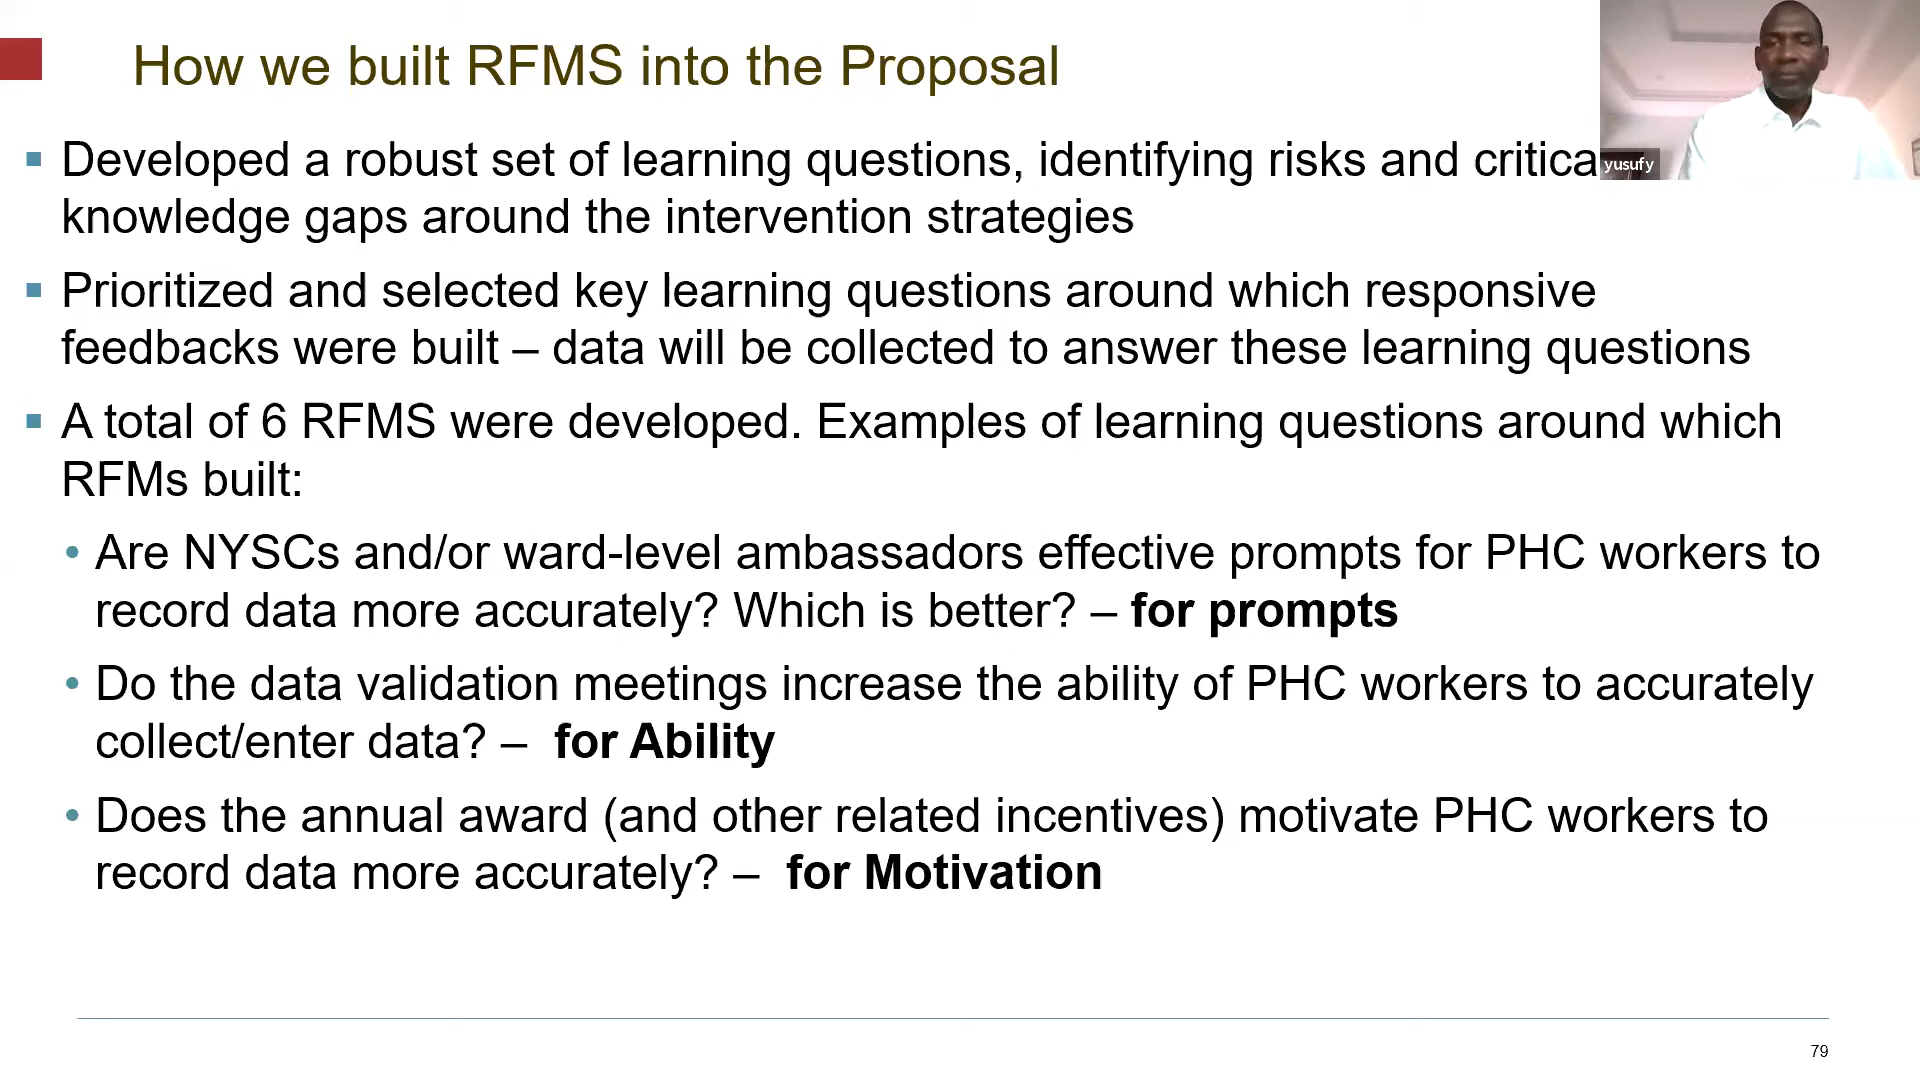 How we built RFMS into the Proposal
yusufy
▪ Developed a robust set of learning questions, identifying risks and critica
knowledge gaps around the intervention strategies
▪ Prioritized and selected key learning questions around which responsive
feedbacks were built – data will be collected to answer these learning questions
▪ A total of 6 RFMS were developed. Examples of learning questions around which
RFMs built:
• Are NYSCs and/or ward-level ambassadors effective prompts for PHC workers to
record data more accurately? Which is better? – for prompts
• Do the data validation meetings increase the ability of PHC workers to accurately
collect/enter data? – for Ability
• Does the annual award (and other related incentives) motivate PHC workers to
record data more accurately? – for Motivation
79